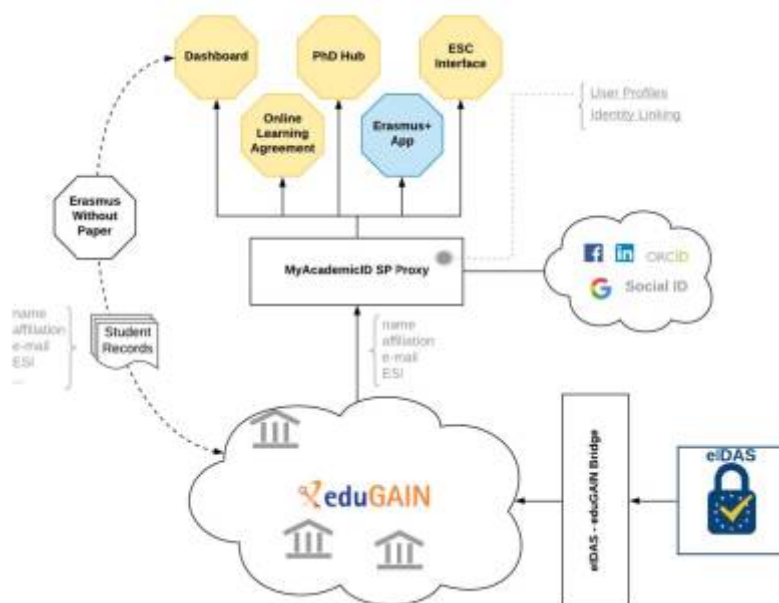 Dashboard
PhD Hub
ESC
Interface
Online
Learning
Agreement
Erasmus+
App
User Profiles
Identity Linking
Erasmus
Without
Paper
MyAcademicID SP Proxy
f
in
ORCID
G
Social ID
name
affiliation
e-mail
ESI
...
Student
Records
name
affiliation
e-mail
ESI
eduGAIN
eIDAS - eduGAIN Bridge
eIDAS